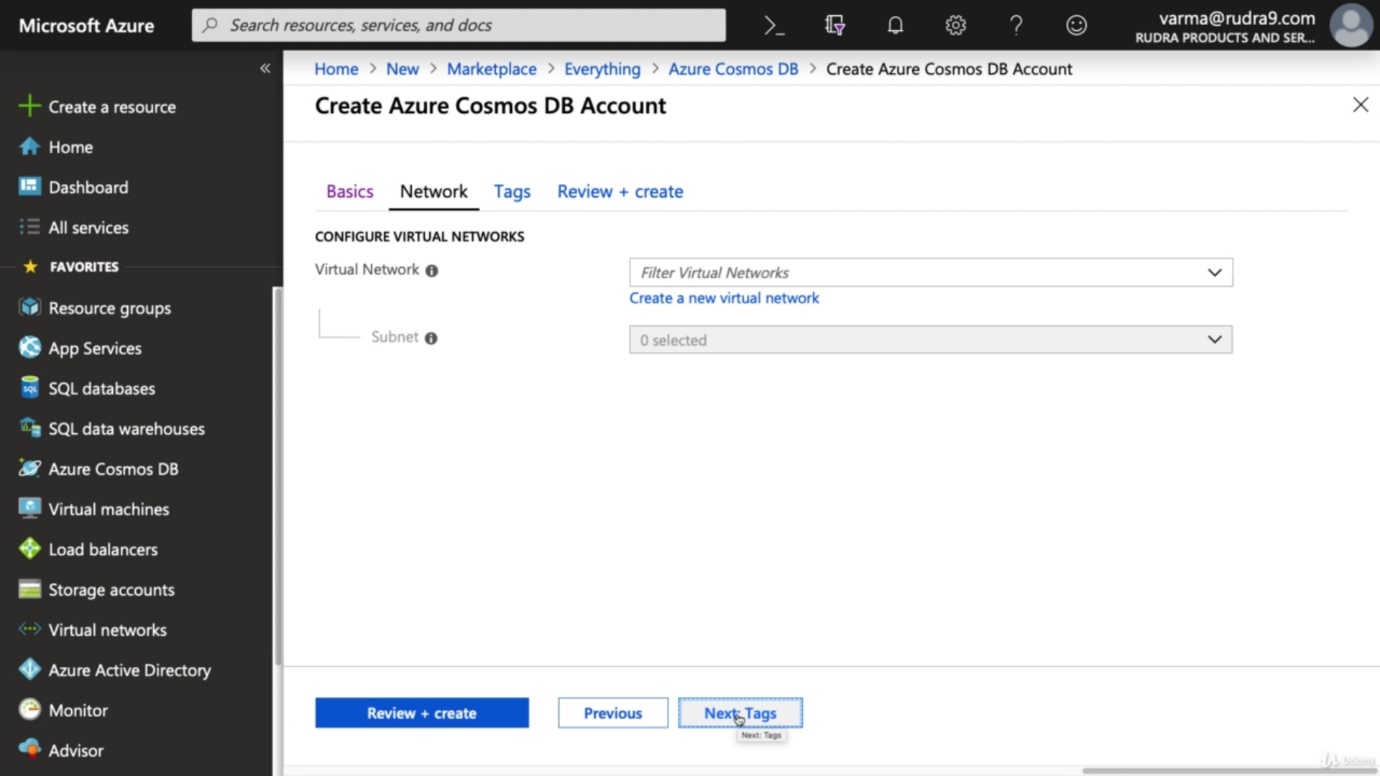 Microsoft Azure
Search resources, services, and docs
varma@rudra9.com
RUDRA PRODUCTS AND SER...
Create a resource
Home
Dashboard
All services
FAVORITES
Resource groups
App Services
SQL
SQL databases
SQL data warehouses
Azure Cosmos DB
Virtual machines
Load balancers
Storage accounts
Virtual networks
Azure Active Directory
Monitor
Advisor
Home > New > Marketplace > Everything > Azure Cosmos DB > Create Azure Cosmos DB Account
Create Azure Cosmos DB Account
Basics Network Tags Review + create
CONFIGURE VIRTUAL NETWORKS
Virtual Network
Filter Virtual Networks
Create a new virtual network
Subnet
0 selected
Review + create
Previous
Next: Tags
Next: Tags
Udemy